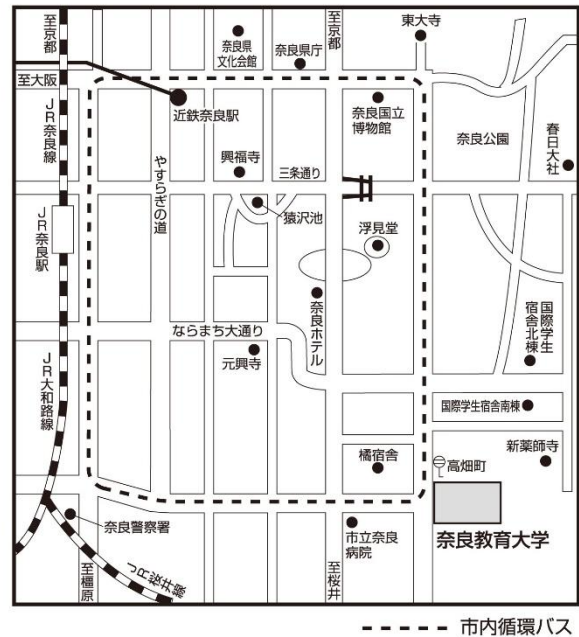 至京都
至京都
東大寺
奈良県
文化会館
奈良県庁
至大阪
JR奈良線
近鉄奈良駅
奈良国立
博物館
奈良公園
春日大社
やすらぎの道
興福寺
三条通り
猿沢池
浮見堂
JR奈良駅
奈良ホテル
ならまち大通り
元興寺
国際学生
宿舎北棟
JR大和路線
国際学生宿舎南棟
橘宿舎
高畑町
新薬師寺
奈良警察署
市立奈良
病院
奈良教育大学
至橿原
JR桜井線
至桜井
市内循環バス